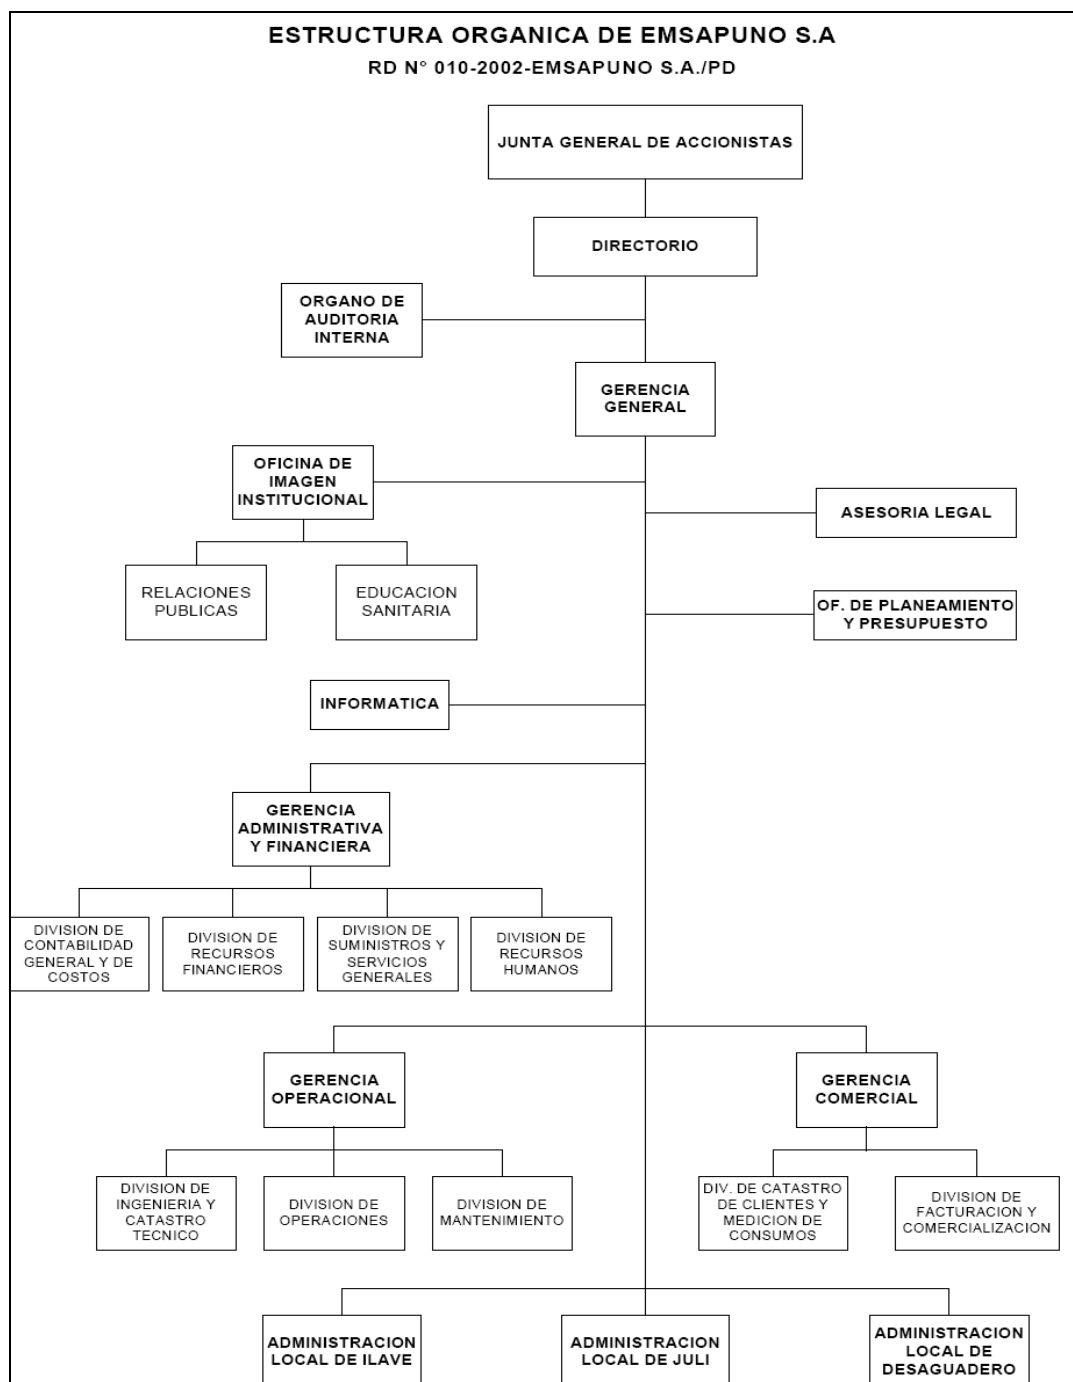 ESTRUCTURA ORGANICA DE EMSAPUNO S.A
RD N° 010-2002-EMSAPUNO S.A./PD
JUNTA GENERAL DE ACCIONISTAS
DIRECTORIO
ORGANO DE
AUDITORIA
INTERNA
GERENCIA
GENERAL
OFICINA DE
IMAGEN
INSTITUCIONAL
ASESORIA LEGAL
RELACIONES
PUBLICAS
EDUCACION
SANITARIA
OF. DE PLANEAMIENTO
Y PRESUPUESTO
INFORMATICA
GERENCIA
ADMINISTRATIVA
Y FINANCIERA
DIVISION DE
CONTABILIDAD
GENERAL Y DE
COSTOS
DIVISION DE
RECURSOS
FINANCIEROS
DIVISION DE
SUMINISTROS Y
SERVICIOS
GENERALES
DIVISION DE
RECURSOS
HUMANOS
GERENCIA
OPERACIONAL
GERENCIA
COMERCIAL
DIVISION DE
INGENIERIA Y
CATASTRO
TECNICO
DIVISION DE
OPERACIONES
DIVISION DE
MANTENIMIENTO
DIV. DE CATASTRO
DE CLIENTES Y
MEDICION DE
CONSUMOS
DIVISION DE
FACTURACION Y
COMERCIALIZACION
ADMINISTRACION
LOCAL DE ILAVE
ADMINISTRACION
LOCAL DE JULI
ADMINISTRACION
LOCAL DE
DESAGUADERO